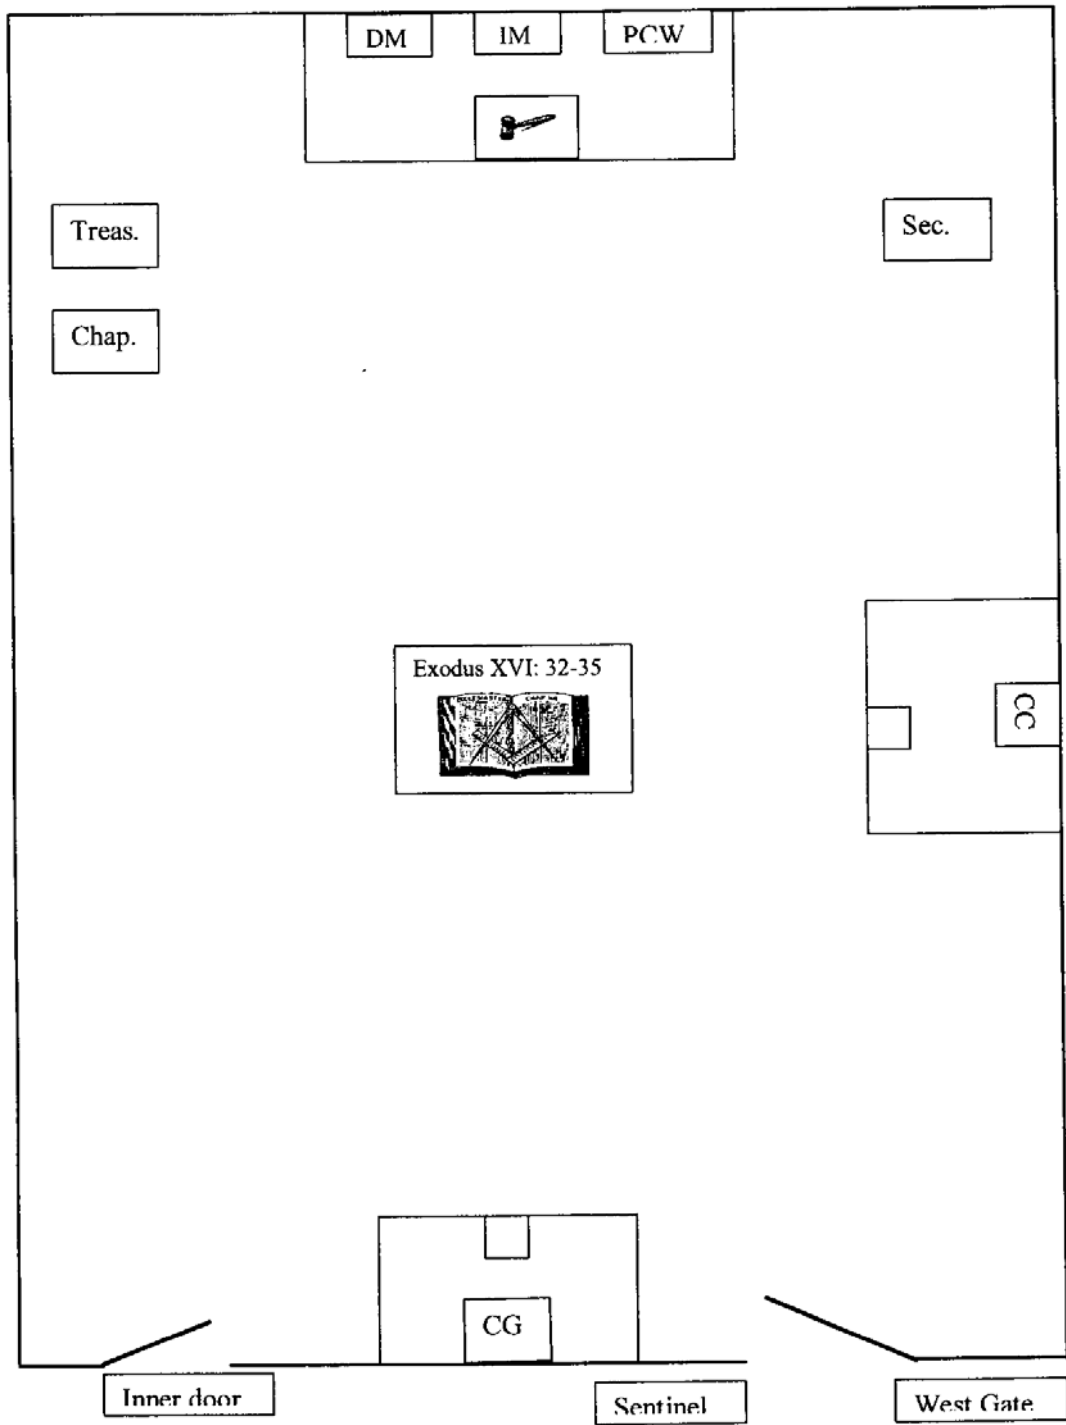 DM IM PCW
Treas. Sec.
Chap.
Exodus XVI: 32-35
CC
CG
Inner door
Sentinel
West Gate